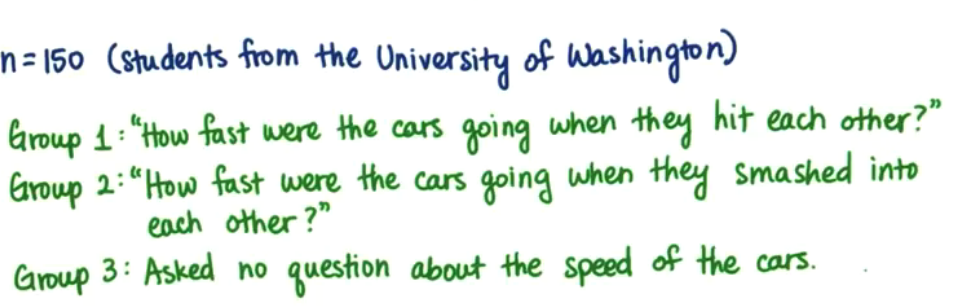 n=150 (students from the University of Washington)
Group 1: "How fast were the cars going when they hit each other?"
Group 2: "How fast were the cars going when they smashed into
each other?"
Group 3: Asked no question about the speed of the cars.